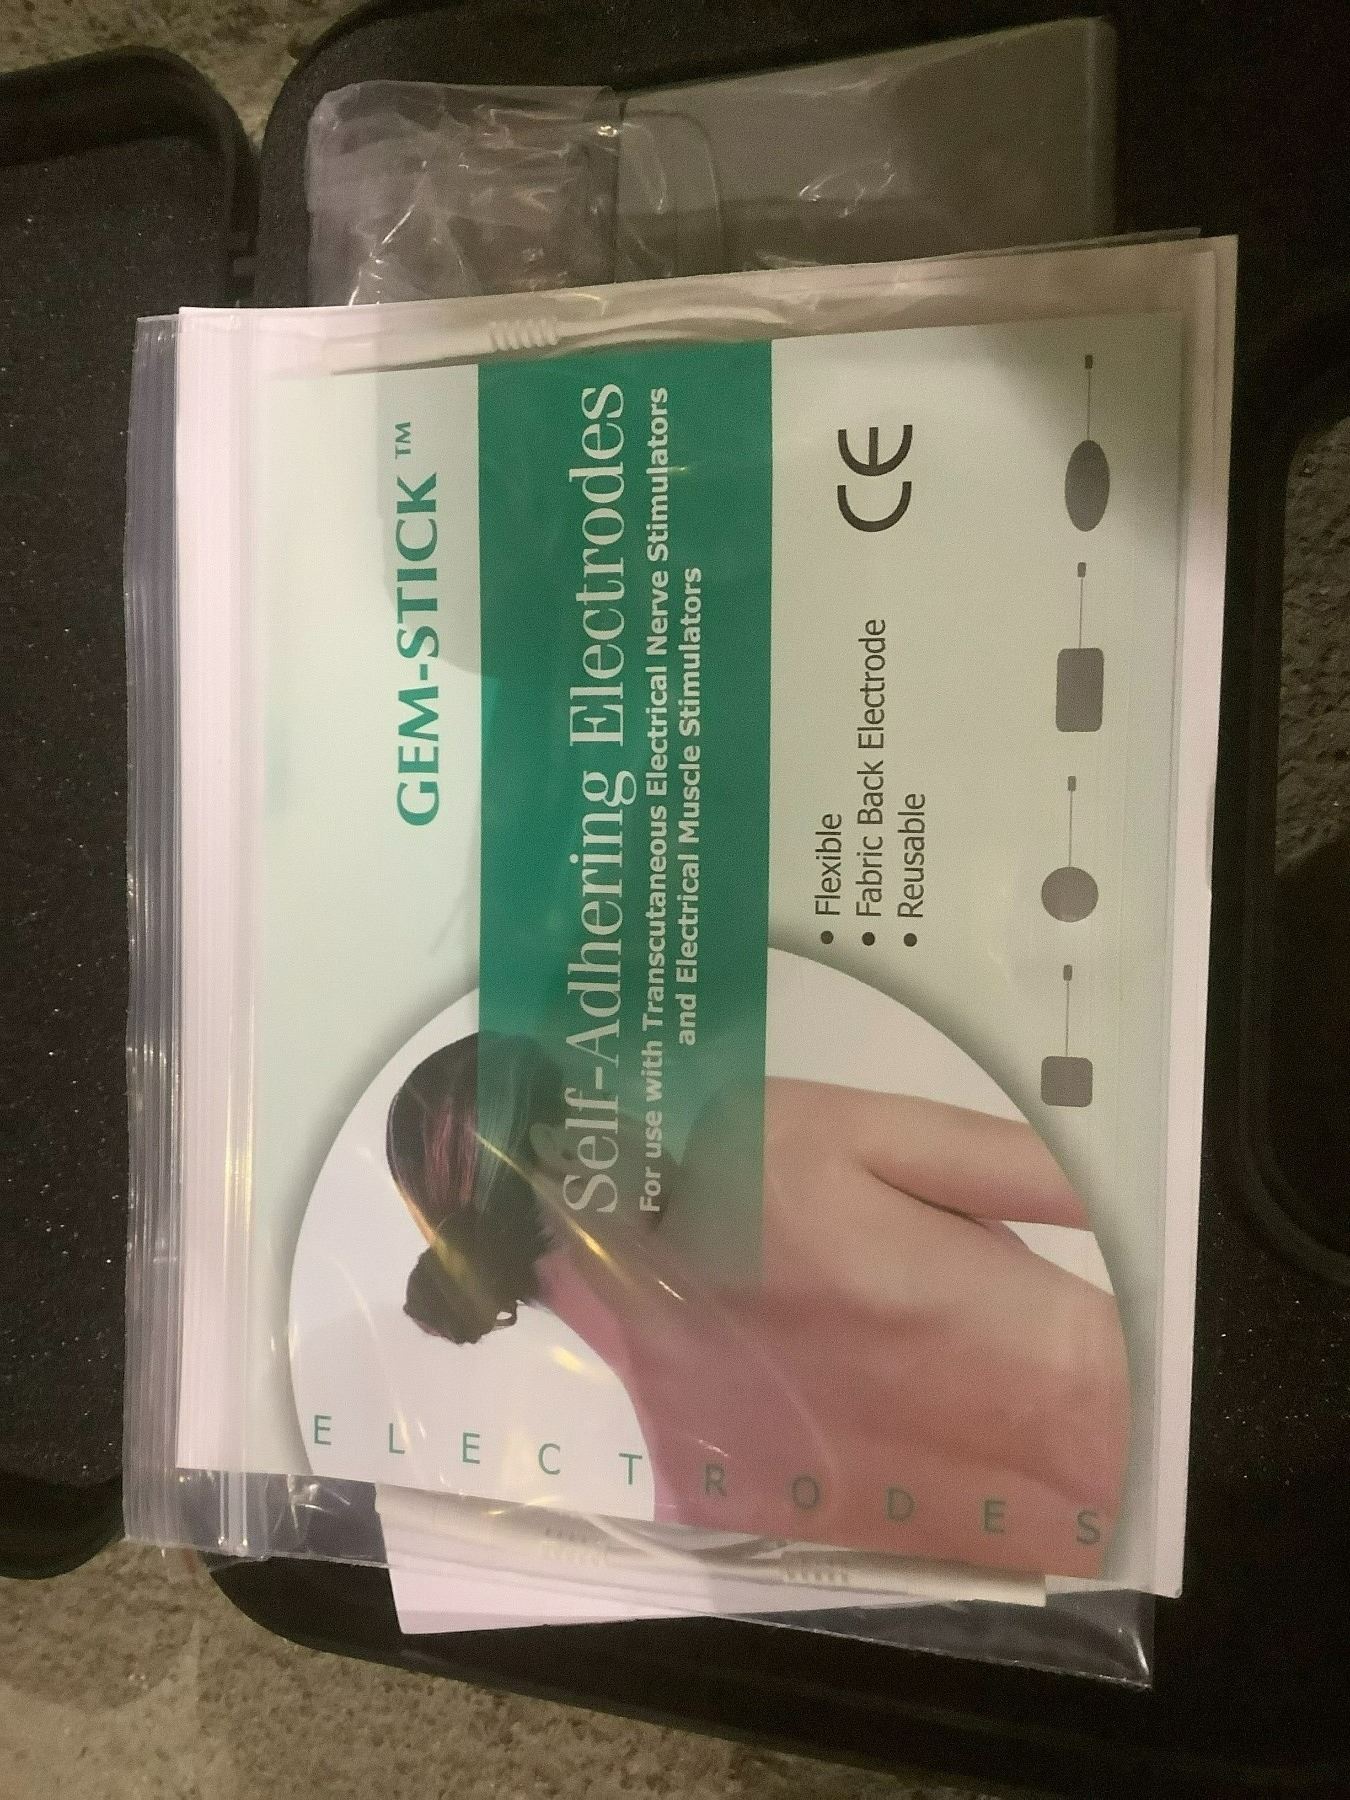 GEM-STICK ™
Self-Adhering Electrodes
For use with Transcutaneous Electrical Nerve Stimulators
and Electrical Muscle Stimulators
• Flexible
• Fabric Back Electrode
• Reusable
CE
ELECTRODES